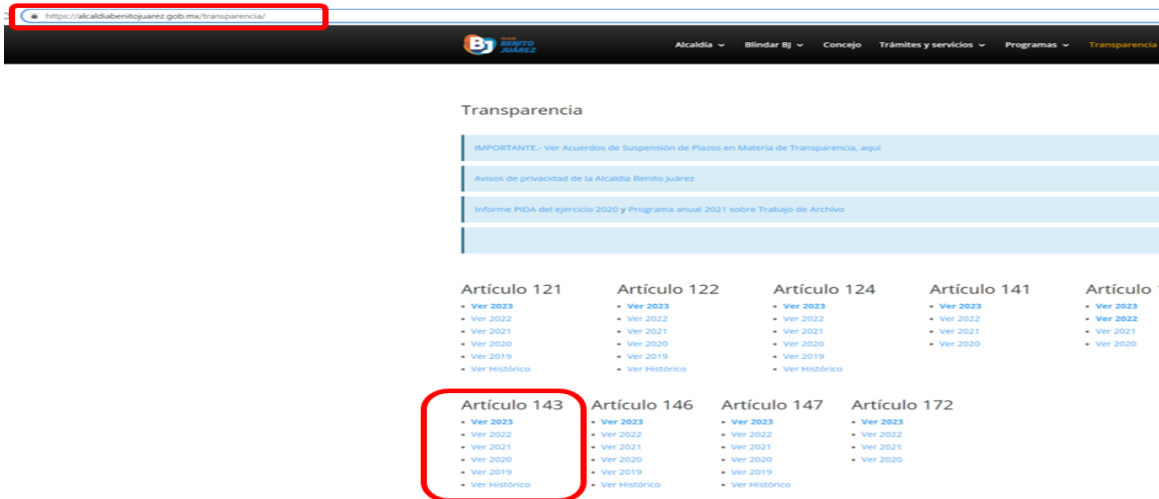 https://alcaldiabenitojuarez.gob.mx/transparencia/
BJ Alcaldía BENITO JUÁREZ
Alcaldía Blindar BJ Concejo Trámites y servicios Programas Transparencia
Transparencia
IMPORTANTE.- Ver Acuerdos de Suspensión de Plazos en Materia de Transparencia, aquí
Avisos de privacidad de la Alcaldía Benito Juárez
Informe PIDA del ejercicio 2020 y Programa anual 2021 sobre Trabajo de Archivo
Artículo 121 Artículo 122 Artículo 124 Artículo 141 Artículo
• Ver 2023 • Ver 2023 • Ver 2023 • Ver 2023 • Ver 2023
• Ver 2022 • Ver 2022 • Ver 2022 • Ver 2022 • Ver 2022
• Ver 2021 • Ver 2021 • Ver 2021 • Ver 2021 • Ver 2021
• Ver 2020 • Ver 2020 • Ver 2020 • Ver 2020 • Ver 2020
• Ver 2019 • Ver 2019 • Ver 2019
• Ver Histórico • Ver Histórico • Ver Histórico
Artículo 143 Artículo 146 Artículo 147 Artículo 172
• Ver 2023 • Ver 2023 • Ver 2023 • Ver 2023
• Ver 2022 • Ver 2022 • Ver 2022 • Ver 2022
• Ver 2021 • Ver 2021 • Ver 2021 • Ver 2021
• Ver 2020 • Ver 2020 • Ver 2020 • Ver 2020
• Ver 2019 • Ver 2019 • Ver 2019
• Ver Histórico • Ver Histórico • Ver Histórico